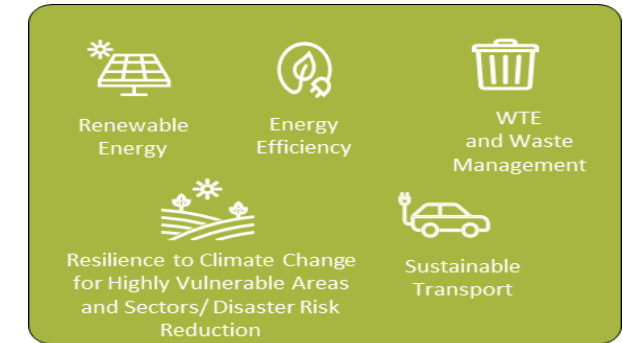 Renewable
Energy
Energy
Efficiency
WTE
and Waste
Management
Resilience to Climate Change
for Highly Vulnerable Areas
and Sectors/ Disaster Risk
Reduction
Sustainable
Transport